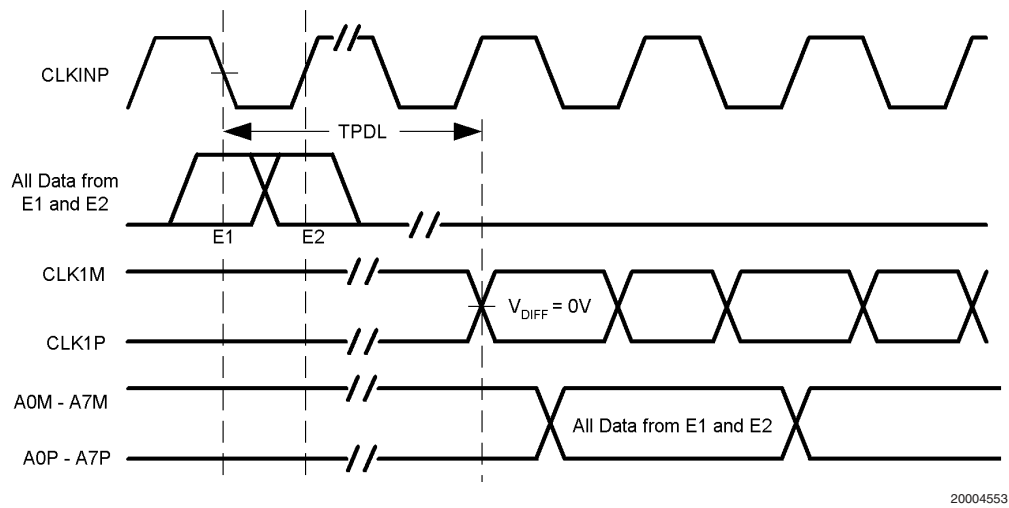 CLKINP
TPDL
All Data from
E1 and E2
E1
E2
CLK1M
VDIFF = 0V
CLK1P
A0M - A7M
All Data from E1 and E2
A0P - A7P
20004553